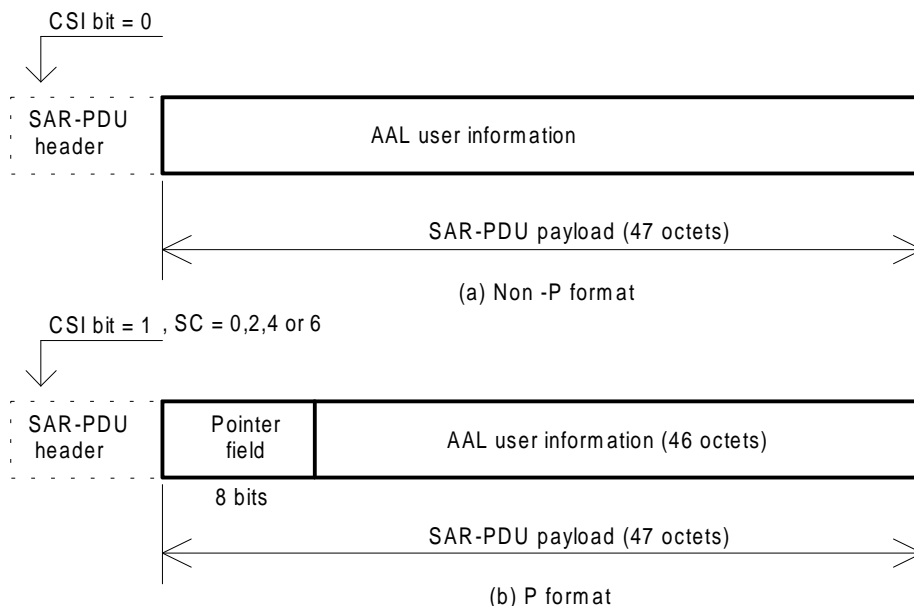 CSI bit = 0
SAR-PDU
header
AAL user information
SAR-PDU payload (47 octets)
(a) Non -P format
CSI bit = 1 , SC = 0,2,4 or 6
SAR-PDU
header
Pointer
field
AAL user information (46 octets)
8 bits
SAR-PDU payload (47 octets)
(b) P format